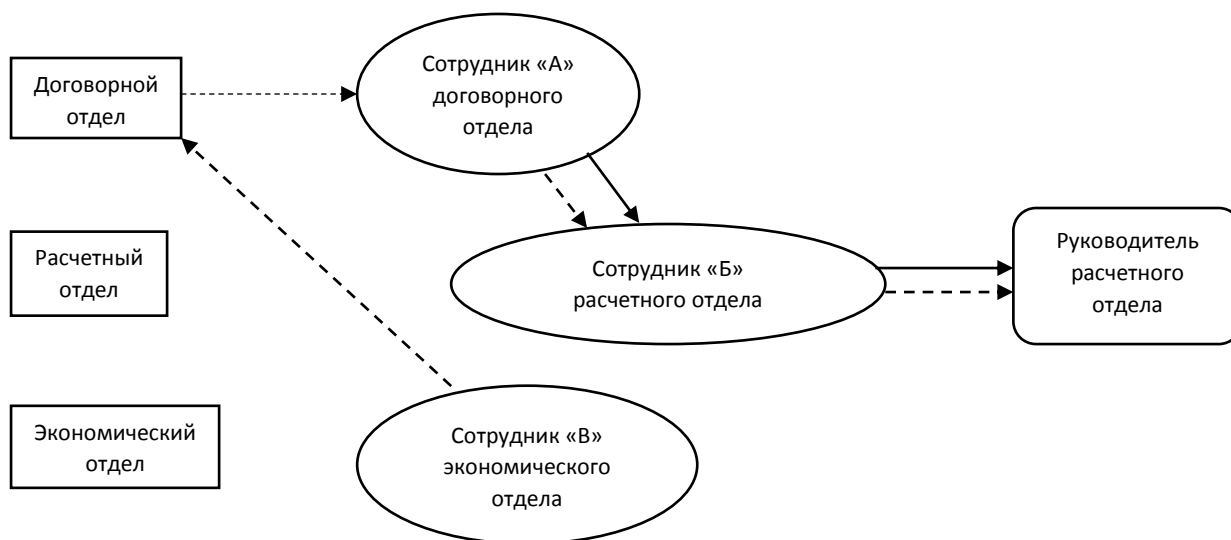 Договорной
отдел
Сотрудник «А»
договорного
отдела
Расчетный
отдел
Сотрудник «Б»
расчетного отдела
Руководитель
расчетного
отдела
Экономический
отдел
Сотрудник «В»
экономического
отдела